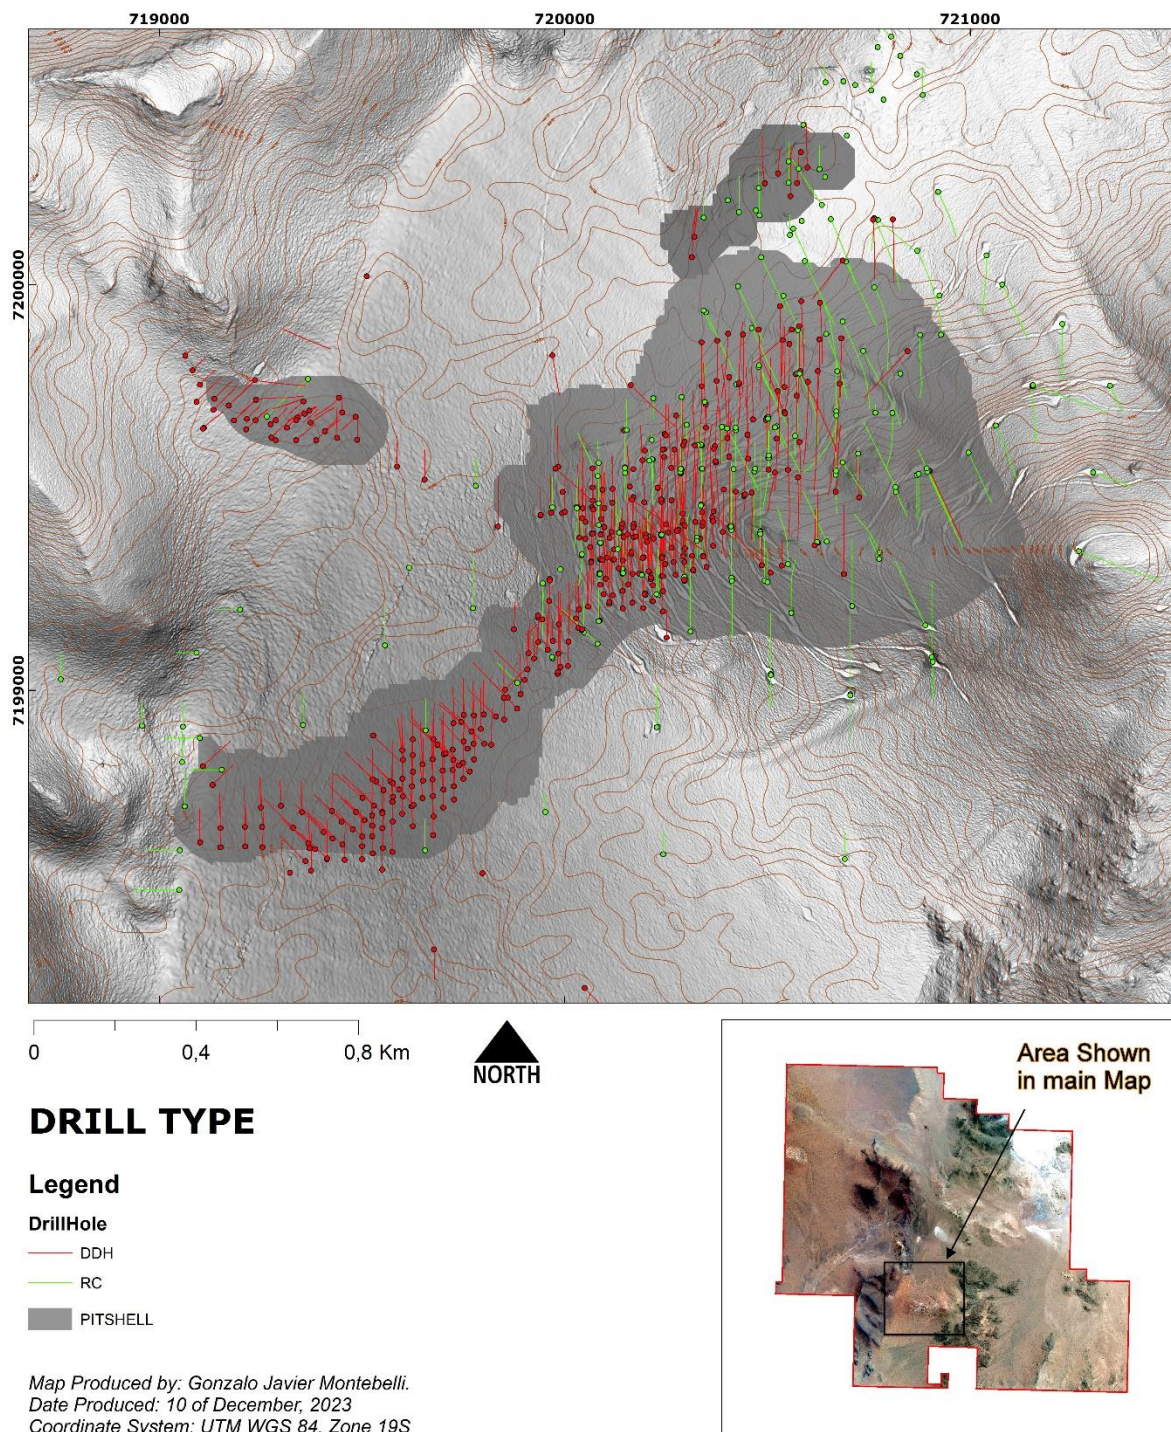 719000 720000 721000
7200000
7199000
0 0,4 0,8 Km
NORTH
Area Shown
in main Map
DRILL TYPE
Legend
DrillHole
DDH
RC
PITSHELL
Map Produced by: Gonzalo Javier Montebelli.
Date Produced: 10 of December, 2023
Coordinate System: UTM WGS 84, Zone 19S